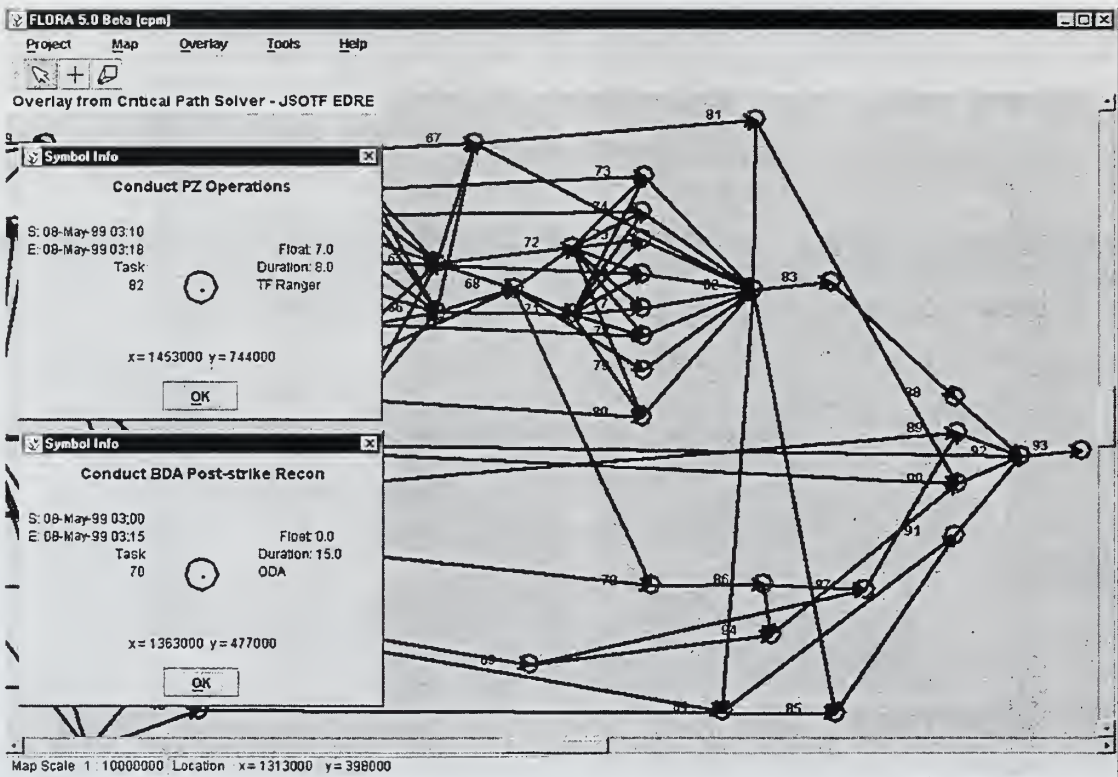 FLORA 5.0 Beta (cpm)
Project Map Overlay Tools Help
Overlay from Critical Path Solver - JSOTF EDRE
Symbol Info
Conduct PZ Operations
S: 08-May-99 03:10
E: 08-May-99 03:18 Float: 7.0
Task Duration: 8.0
82 TF Ranger
x= 1453000 y= 744000
OK
Symbol Info
Conduct BDA Post-strike Recon
S: 08-May-99 03:00
E: 08-May-99 03:15 Float: 0.0
Task Duration: 15.0
70 ODA
x= 1363000 y= 477000
OK
67
81
73
74
72
68
71
79
80
82
83
88
89
92
93
90
91
86
87
84
69
85
Map Scale 1 : 10000000 Location x= 1313000 y= 398000